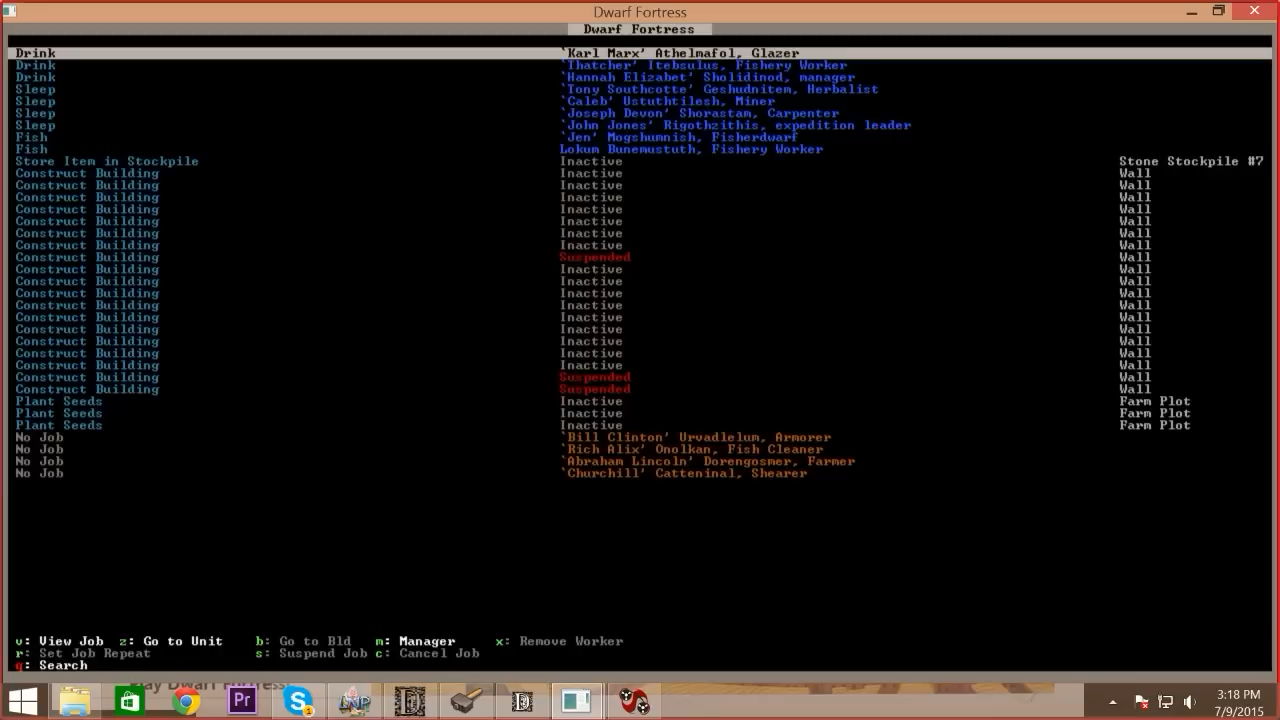 Dwarf Fortress
Dwarf Fortress
Drink `Karl Marx' Athelmafol, Glazer
Drink `Thatcher' Itebsulus, Fishery Worker
Drink `Hannah Elizabet' Sholidinod, manager
Sleep `Tony Southcotte' Geshudnitem, Herbalist
Sleep `Caleb' Ustuthtilesh, Miner
Sleep `Joseph Devon' Shorastam, Carpenter
Sleep `John Jones' Rigothzithis, expedition leader
Fish `Jen' Mogshumnish, Fisherdwarf
Fish Lokum Bunemustuth, Fishery Worker
Store Item in Stockpile Inactive Stone Stockpile #7
Construct Building Inactive Wall
Construct Building Inactive Wall
Construct Building Inactive Wall
Construct Building Inactive Wall
Construct Building Inactive Wall
Construct Building Inactive Wall
Construct Building Inactive Wall
Construct Building Suspended Wall
Construct Building Inactive Wall
Construct Building Inactive Wall
Construct Building Inactive Wall
Construct Building Inactive Wall
Construct Building Inactive Wall
Construct Building Inactive Wall
Construct Building Inactive Wall
Construct Building Inactive Wall
Construct Building Inactive Wall
Construct Building Suspended Wall
Construct Building Suspended Wall
Plant Seeds Inactive Farm Plot
Plant Seeds Inactive Farm Plot
Plant Seeds Inactive Farm Plot
No Job `Bill Clinton' Urvadlelum, Armorer
No Job `Rich Alix' Onolkan, Fish Cleaner
No Job `Abraham Lincoln' Dorengosmer, Farmer
No Job `Churchill' Catteninal, Shearer
v: View Job z: Go to Unit b: Go to Bld m: Manager x: Remove Worker
r: Set Job Repeat s: Suspend Job c: Cancel Job
q: Search
Play Dwarf Fortress
Pr
3:18 PM
7/9/2015